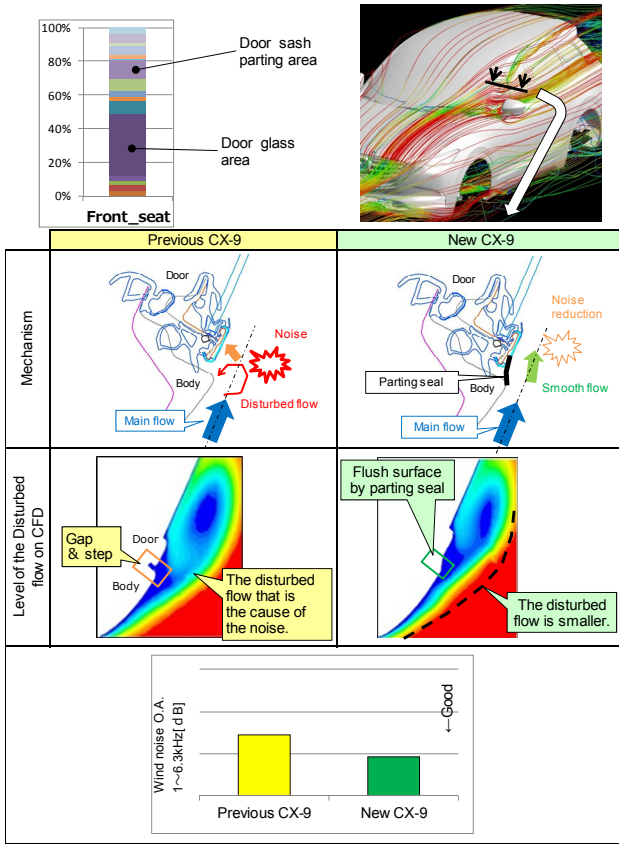 100%
80%
60%
40%
20%
0%
Front_seat
Door sash
parting area
Door glass
area
Previous CX-9
New CX-9
Mechanism
Door
Noise
Body
Disturbed flow
Main flow
Door
Noise
reduction
Parting seal
Body
Smooth flow
Main flow
Level of the Disturbed
flow on CFD
Gap
& step
Door
Body
The disturbed
flow that is
the cause of
the noise.
Flush surface
by parting seal
The disturbed
flow is smaller.
Wind noise O.A.
1～6.3kHz[ dB]
←Good
Previous CX-9
New CX-9